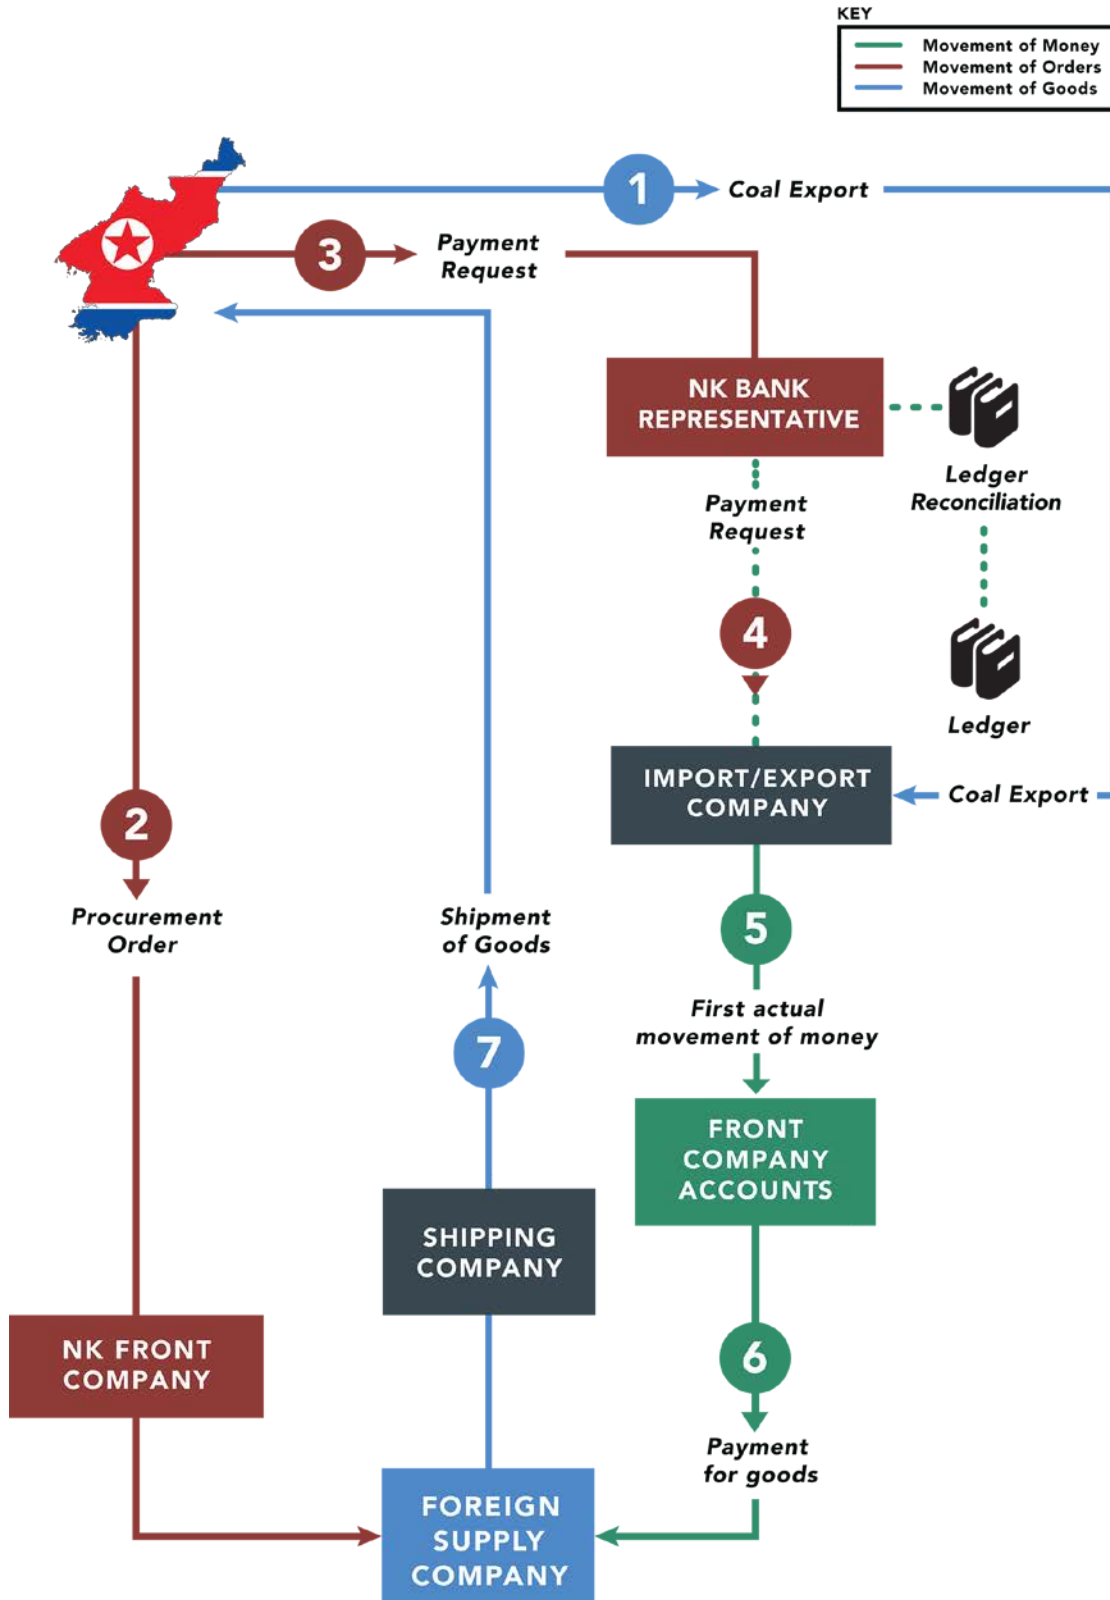 KEY
Movement of Money
Movement of Orders
Movement of Goods
1
Coal Export
3
Payment
Request
NK BANK
REPRESENTATIVE
Ledger
Reconciliation
Payment
Request
4
Ledger
IMPORT/EXPORT
COMPANY
Coal Export
2
Procurement
Order
Shipment
of Goods
5
First actual
movement of money
7
FRONT
COMPANY
ACCOUNTS
SHIPPING
COMPANY
NK FRONT
COMPANY
6
Payment
for goods
FOREIGN
SUPPLY
COMPANY